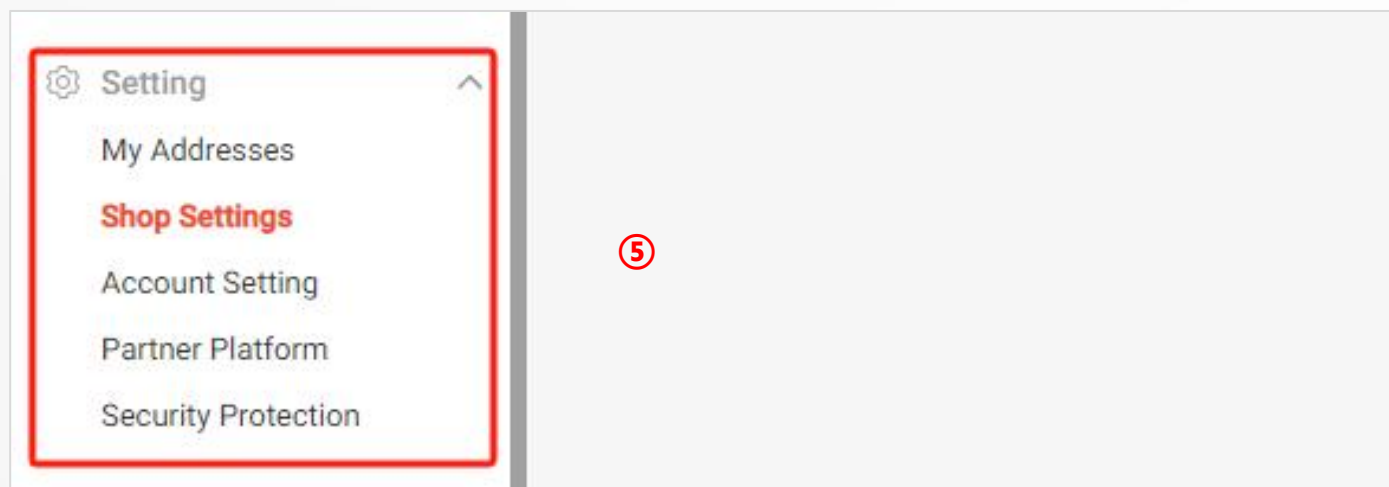 Setting
My Addresses
Shop Settings
⑤
Account Setting
Partner Platform
Security Protection